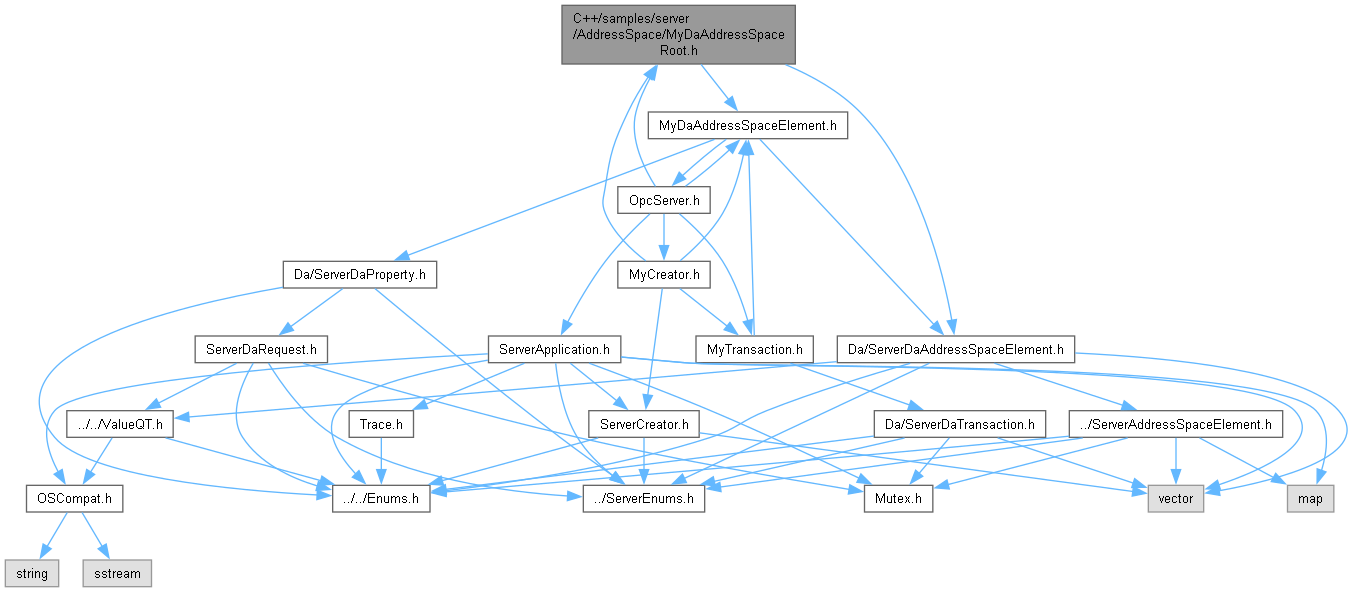 C++/samples/server
/AddressSpace/MyDaAddressSpace
Root.h
MyDaAddressSpaceElement.h
OpcServer.h
Da/ServerDaProperty.h
MyCreator.h
ServerDaRequest.h
ServerApplication.h
MyTransaction.h
Da/ServerDaAddressSpaceElement.h
../../ValueQT.h
Trace.h
ServerCreator.h
Da/ServerDaTransaction.h
../ServerAddressSpaceElement.h
OSCompat.h
../../Enums.h
../ServerEnums.h
Mutex.h
vector
map
string
sstream